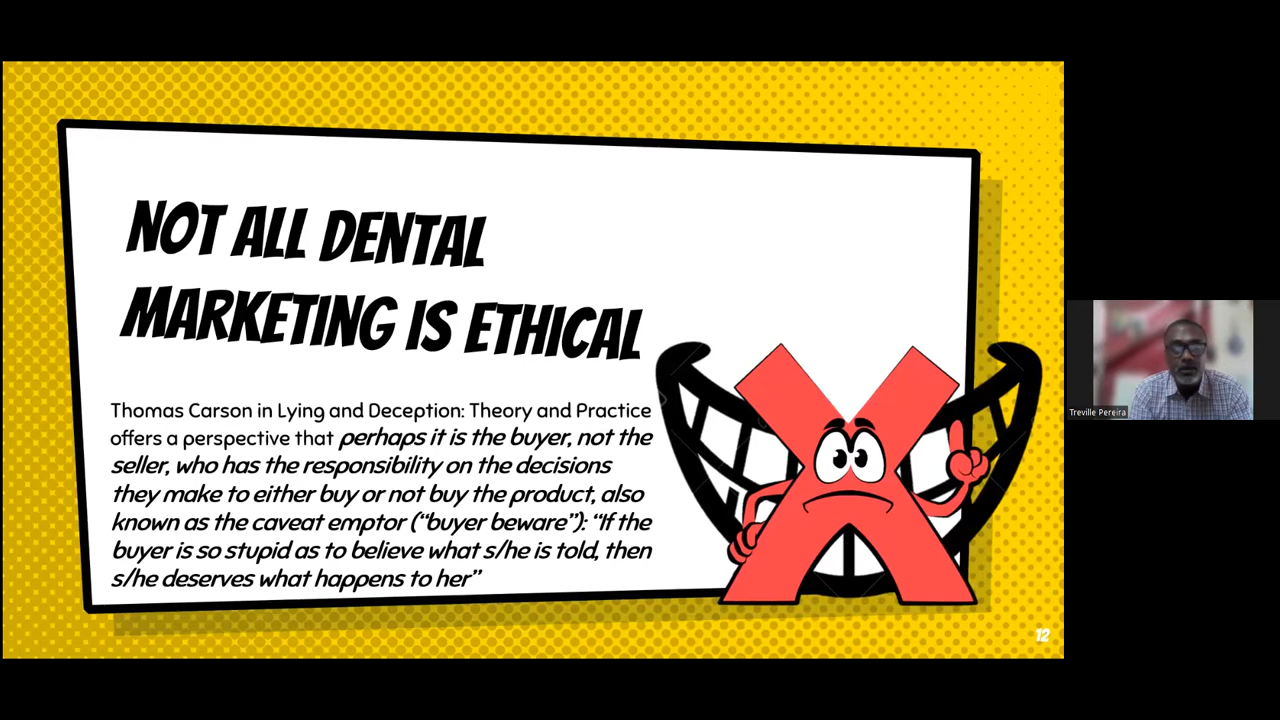 NOT ALL DENTAL
MARKETING IS ETHICAL
Thomas Carson in Lying and Deception: Theory and Practice
offers a perspective that perhaps it is the buyer, not the
seller, who has the responsibility on the decisions
they make to either buy or not buy the product, also
known as the caveat emptor (“buyer beware”): “If the
buyer is so stupid as to believe what s/he is told, then
s/he deserves what happens to her”
12
Treville Pereira